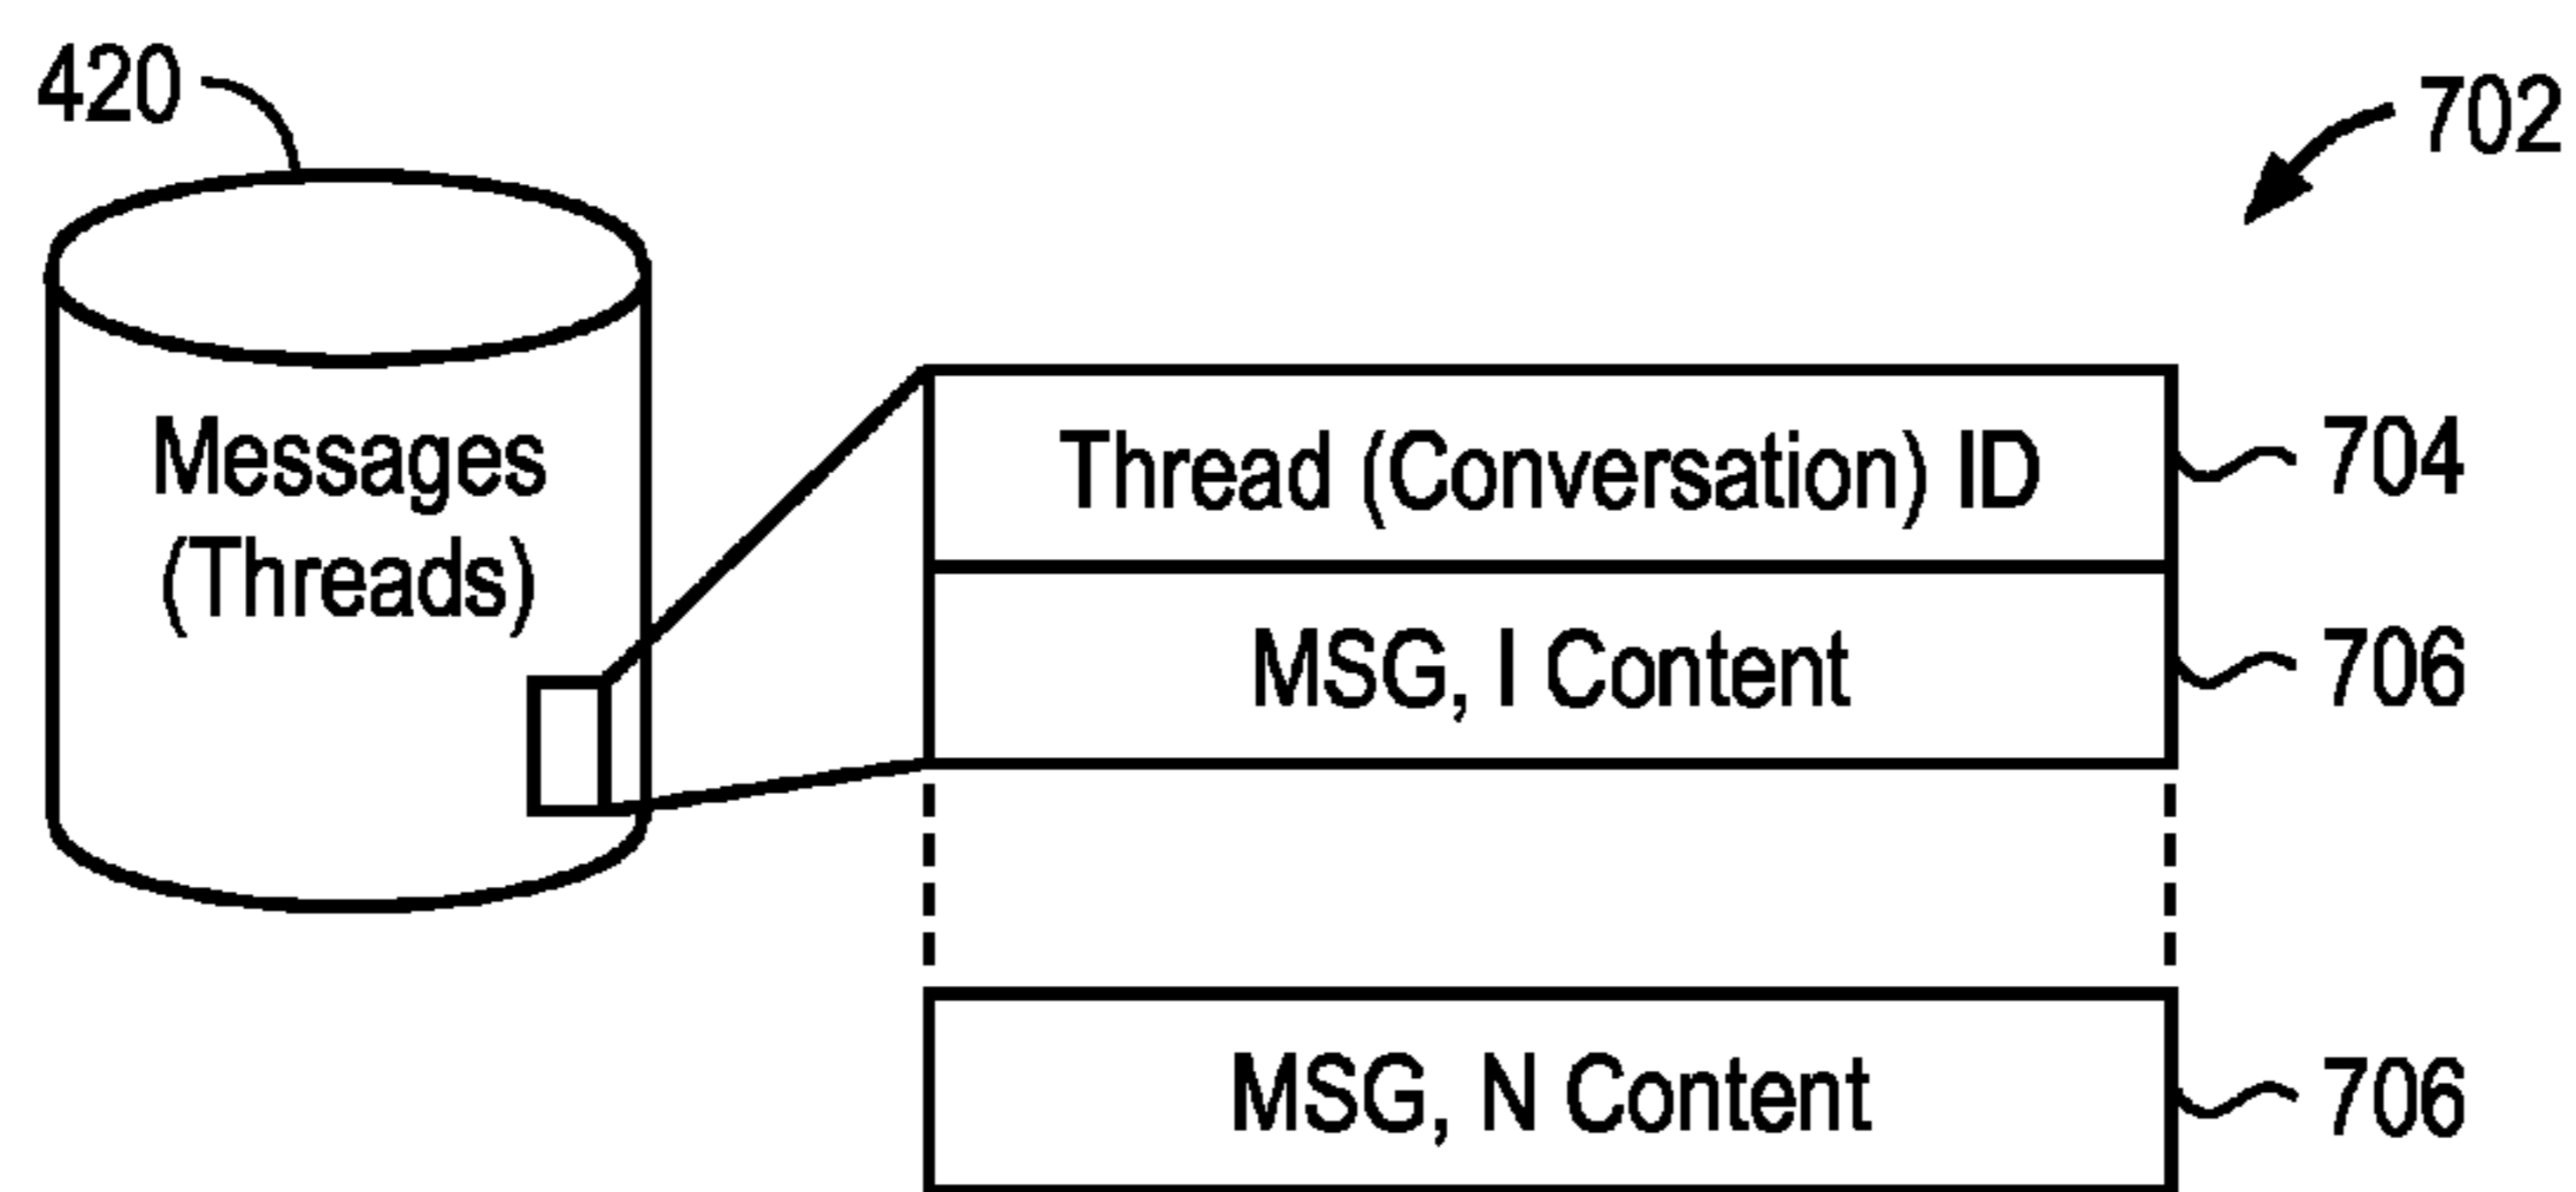 420
702
Messages
(Threads)
Thread (Conversation) ID
704
MSG, I Content
706
MSG, N Content
706